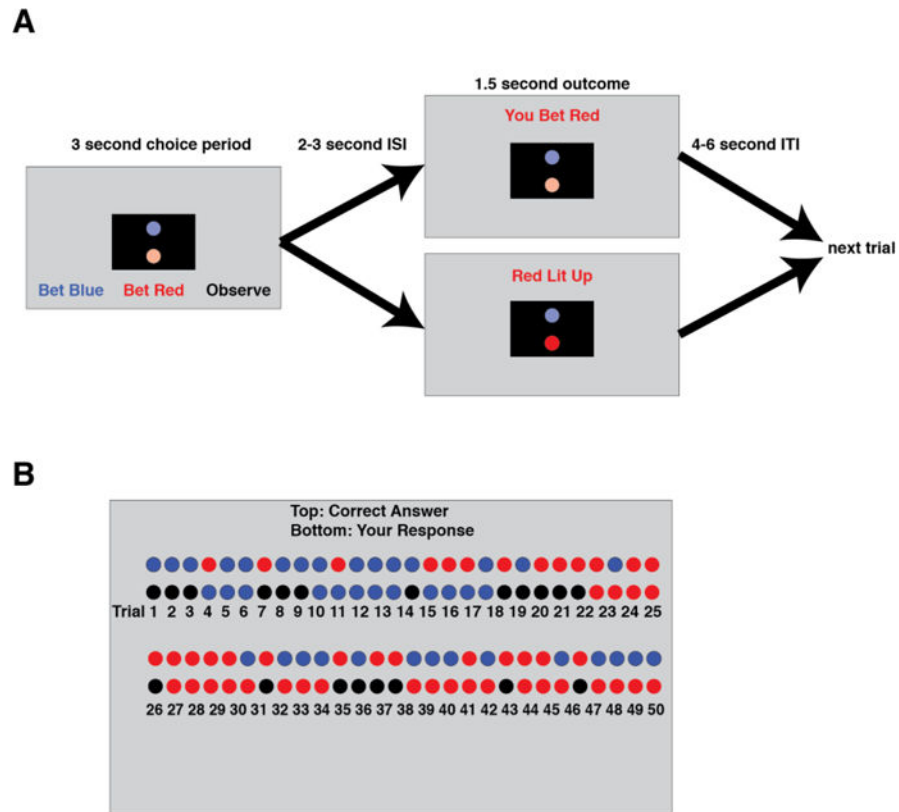 A
1.5 second outcome
You Bet Red
3 second choice period
2-3 second ISI
4-6 second ITI
Bet Blue Bet Red Observe
next trial
Red Lit Up
B
Top: Correct Answer
Bottom: Your Response
Trial 1 2 3 4 5 6 7 8 9 10 11 12 13 14 15 16 17 18 19 20 21 22 23 24 25
26 27 28 29 30 31 32 33 34 35 36 37 38 39 40 41 42 43 44 45 46 47 48 49 50